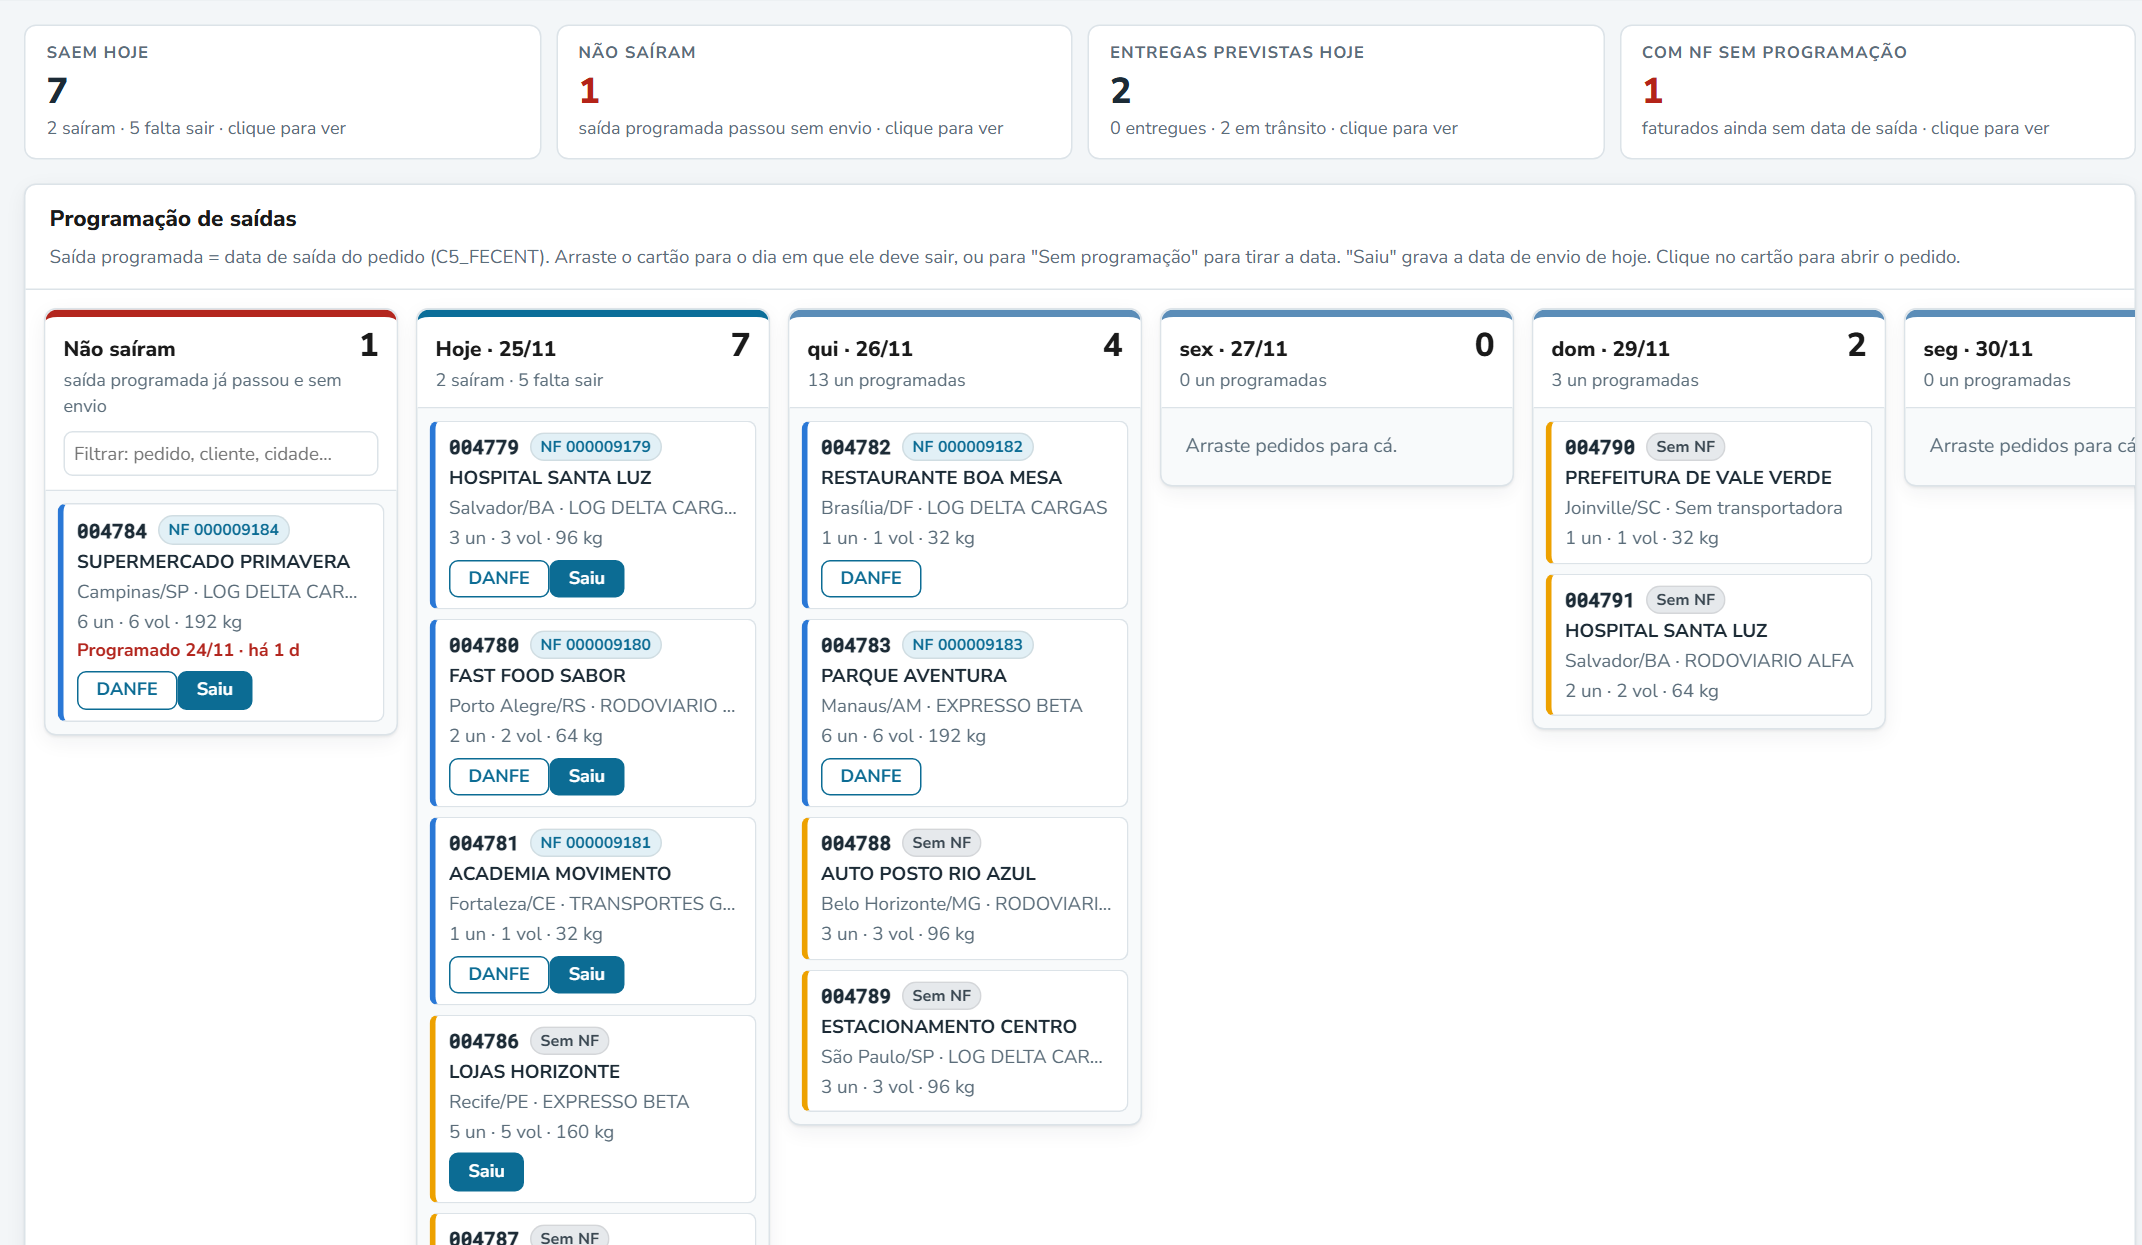 SAEM HOJE
7
2 saíram · 5 falta sair · clique para ver
NÃO SAÍRAM
1
saída programada passou sem envio · clique para ver
ENTREGAS PREVISTAS HOJE
2
0 entregues · 2 em trânsito · clique para ver
COM NF SEM PROGRAMAÇÃO
1
faturados ainda sem data de saída · clique para ver
Programação de saídas
Saída programada = data de saída do pedido (C5_FECENT). Arraste o cartão para o dia em que ele deve sair, ou para "Sem programação" para tirar a data. "Saiu" grava a data de envio de hoje. Clique no cartão para abrir o pedido.
Não saíram 1
saída programada já passou e sem
envio
Filtrar: pedido, cliente, cidade...
004784 NF 000009184
SUPERMERCADO PRIMAVERA
Campinas/SP · LOG DELTA CAR...
6 un · 6 vol · 192 kg
Programado 24/11 · há 1 d
DANFE Saiu
Hoje · 25/11 7
2 saíram · 5 falta sair
004779 NF 000009179
HOSPITAL SANTA LUZ
Salvador/BA · LOG DELTA CARG...
3 un · 3 vol · 96 kg
DANFE Saiu
004780 NF 000009180
FAST FOOD SABOR
Porto Alegre/RS · RODOVIARIO ...
2 un · 2 vol · 64 kg
DANFE Saiu
004781 NF 000009181
ACADEMIA MOVIMENTO
Fortaleza/CE · TRANSPORTES G...
1 un · 1 vol · 32 kg
DANFE Saiu
004786 Sem NF
LOJAS HORIZONTE
Recife/PE · EXPRESSO BETA
5 un · 5 vol · 160 kg
Saiu
004787 Sem NF
qui · 26/11 4
13 un programadas
004782 NF 000009182
RESTAURANTE BOA MESA
Brasília/DF · LOG DELTA CARGAS
1 un · 1 vol · 32 kg
DANFE
004783 NF 000009183
PARQUE AVENTURA
Manaus/AM · EXPRESSO BETA
6 un · 6 vol · 192 kg
DANFE
004788 Sem NF
AUTO POSTO RIO AZUL
Belo Horizonte/MG · RODOVIARI...
3 un · 3 vol · 96 kg
004789 Sem NF
ESTACIONAMENTO CENTRO
São Paulo/SP · LOG DELTA CAR...
3 un · 3 vol · 96 kg
sex · 27/11 0
0 un programadas
Arraste pedidos para cá.
dom · 29/11 2
3 un programadas
004790 Sem NF
PREFEITURA DE VALE VERDE
Joinville/SC · Sem transportadora
1 un · 1 vol · 32 kg
004791 Sem NF
HOSPITAL SANTA LUZ
Salvador/BA · RODOVIARIO ALFA
2 un · 2 vol · 64 kg
seg · 30/11
0 un programadas
Arraste pedidos para cá